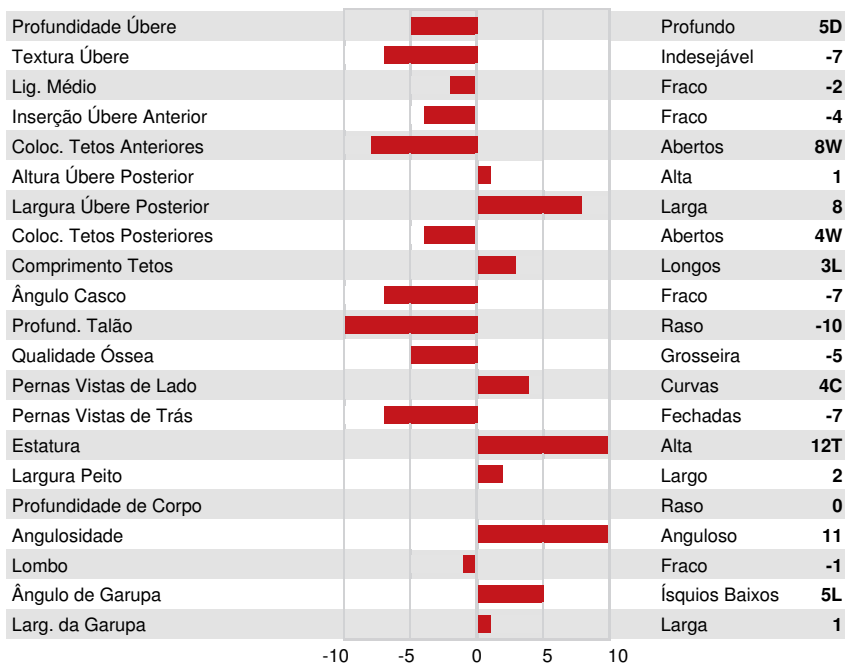 Profundidade Úbere Profundo 5D
Textura Úbere Indesejável -7
Lig. Médio Fraco -2
Inserção Úbere Anterior Fraco -4
Coloc. Tetos Anteriores Abertos 8W
Altura Úbere Posterior Alta 1
Largura Úbere Posterior Larga 8
Coloc. Tetos Posteriores Abertos 4W
Comprimento Tetos Longos 3L
Ângulo Casco Fraco -7
Profund. Talão Raso -10
Qualidade Óssea Grosseira -5
Pernas Vistas de Lado Curvas 4C
Pernas Vistas de Trás Fechadas -7
Estatura Alta 12T
Largura Peito Largo 2
Profundidade de Corpo Raso 0
Angulosidade Anguloso 11
Lombo Fraco -1
Ângulo de Garupa Ísquios Baixos 5L
Larg. da Garupa Larga 1
-10 -5 0 5 10